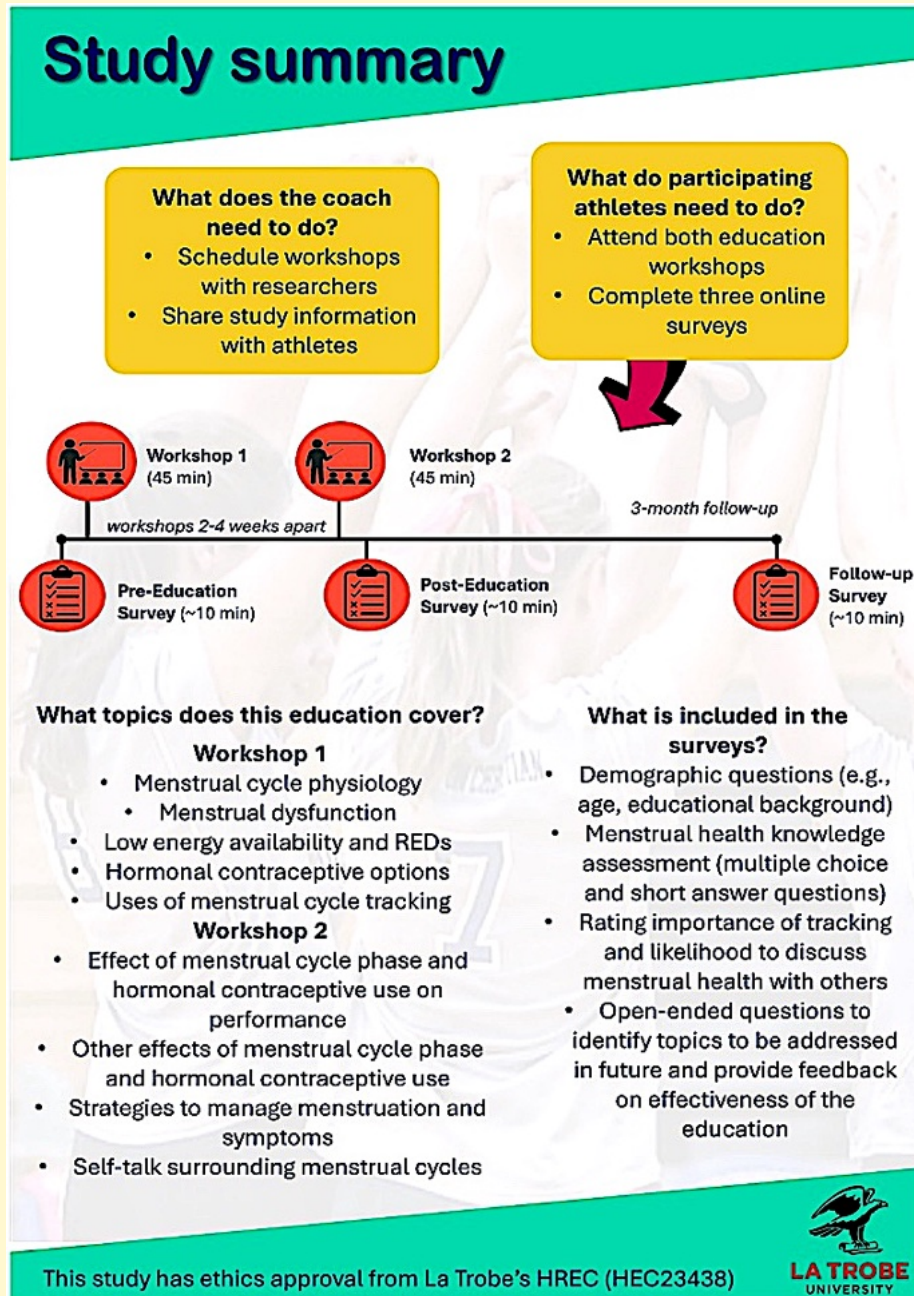 Study summary
What does the coach
need to do?
• Schedule workshops
with researchers
• Share study information
with athletes
What do participating
athletes need to do?
• Attend both education
workshops
• Complete three online
surveys
Workshop 1
(45 min)
Workshop 2
(45 min)
workshops 2-4 weeks apart
3-month follow-up
Pre-Education
Survey (~10 min)
Post-Education
Survey (~10 min)
Follow-up
Survey
(~10 min)
What topics does this education cover?
Workshop 1
• Menstrual cycle physiology
• Menstrual dysfunction
• Low energy availability and REDs
• Hormonal contraceptive options
• Uses of menstrual cycle tracking
Workshop 2
• Effect of menstrual cycle phase and
hormonal contraceptive use on
performance
• Other effects of menstrual cycle phase
and hormonal contraceptive use
• Strategies to manage menstruation and
symptoms
• Self-talk surrounding menstrual cycles
What is included in the
surveys?
• Demographic questions (e.g.,
age, educational background)
• Menstrual health knowledge
assessment (multiple choice
and short answer questions)
• Rating importance of tracking
and likelihood to discuss
menstrual health with others
• Open-ended questions to
identify topics to be addressed
in future and provide feedback
on effectiveness of the
education
This study has ethics approval from La Trobe's HREC (HEC23438)
LA TROBE
UNIVERSITY